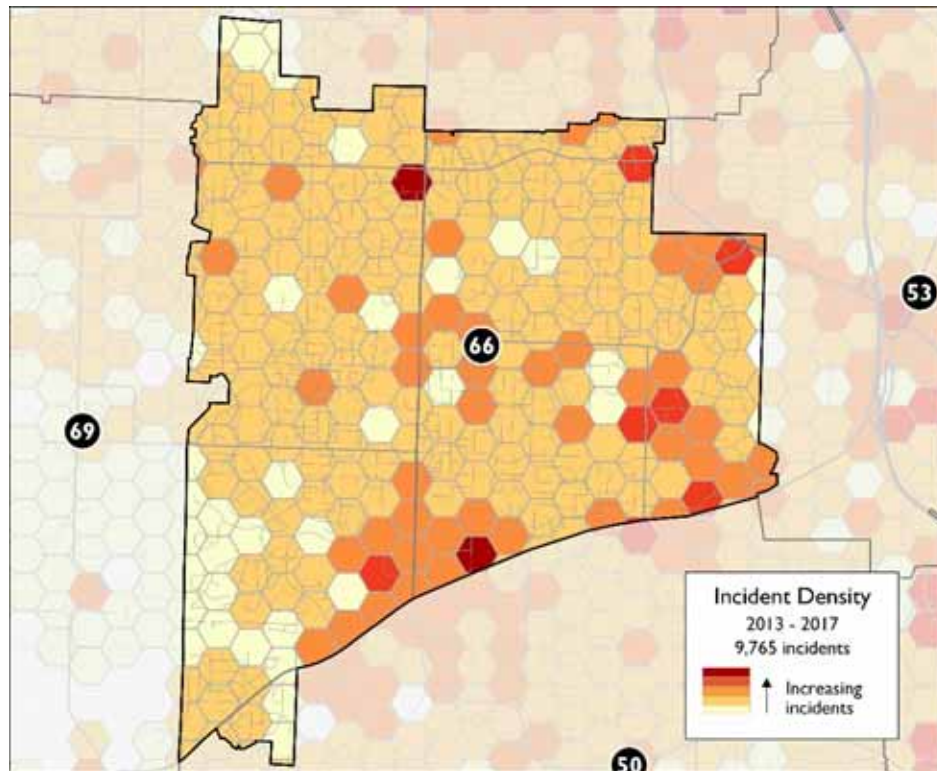 53
66
69
Incident Density
2013 - 2017
9,765 incidents
Increasing
incidents
50